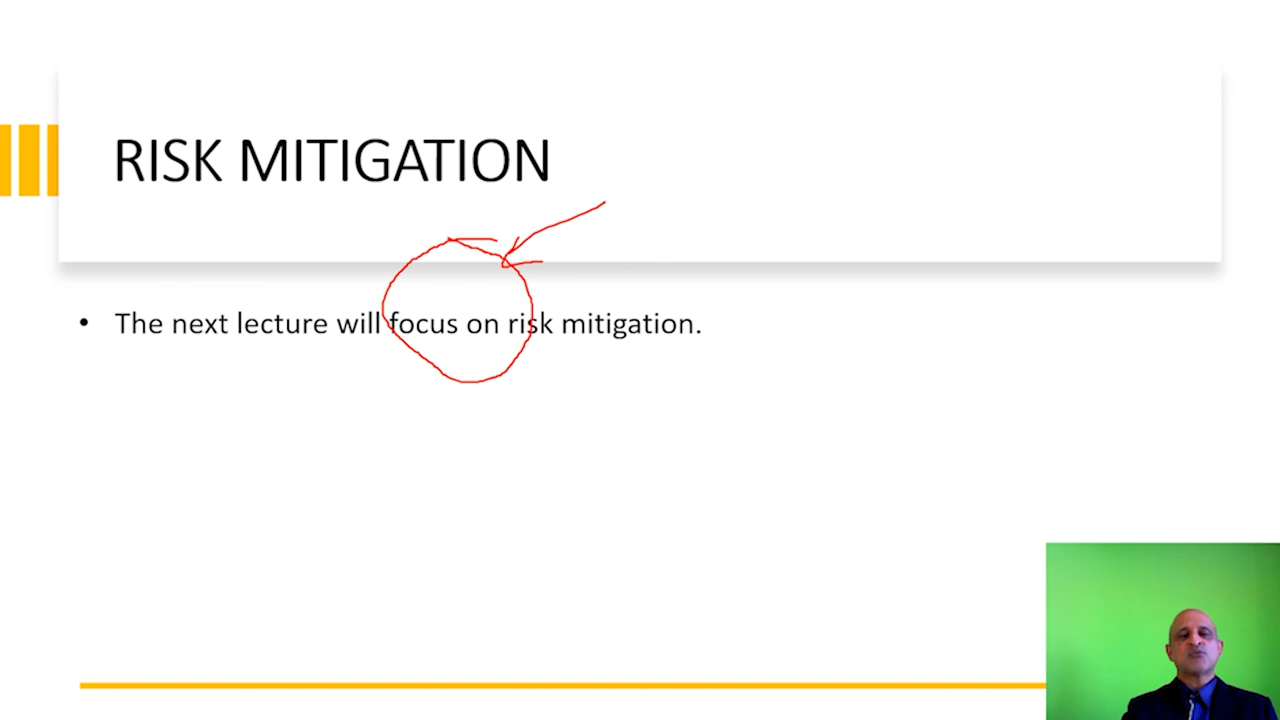 RISK MITIGATION
• The next lecture will focus on risk mitigation.